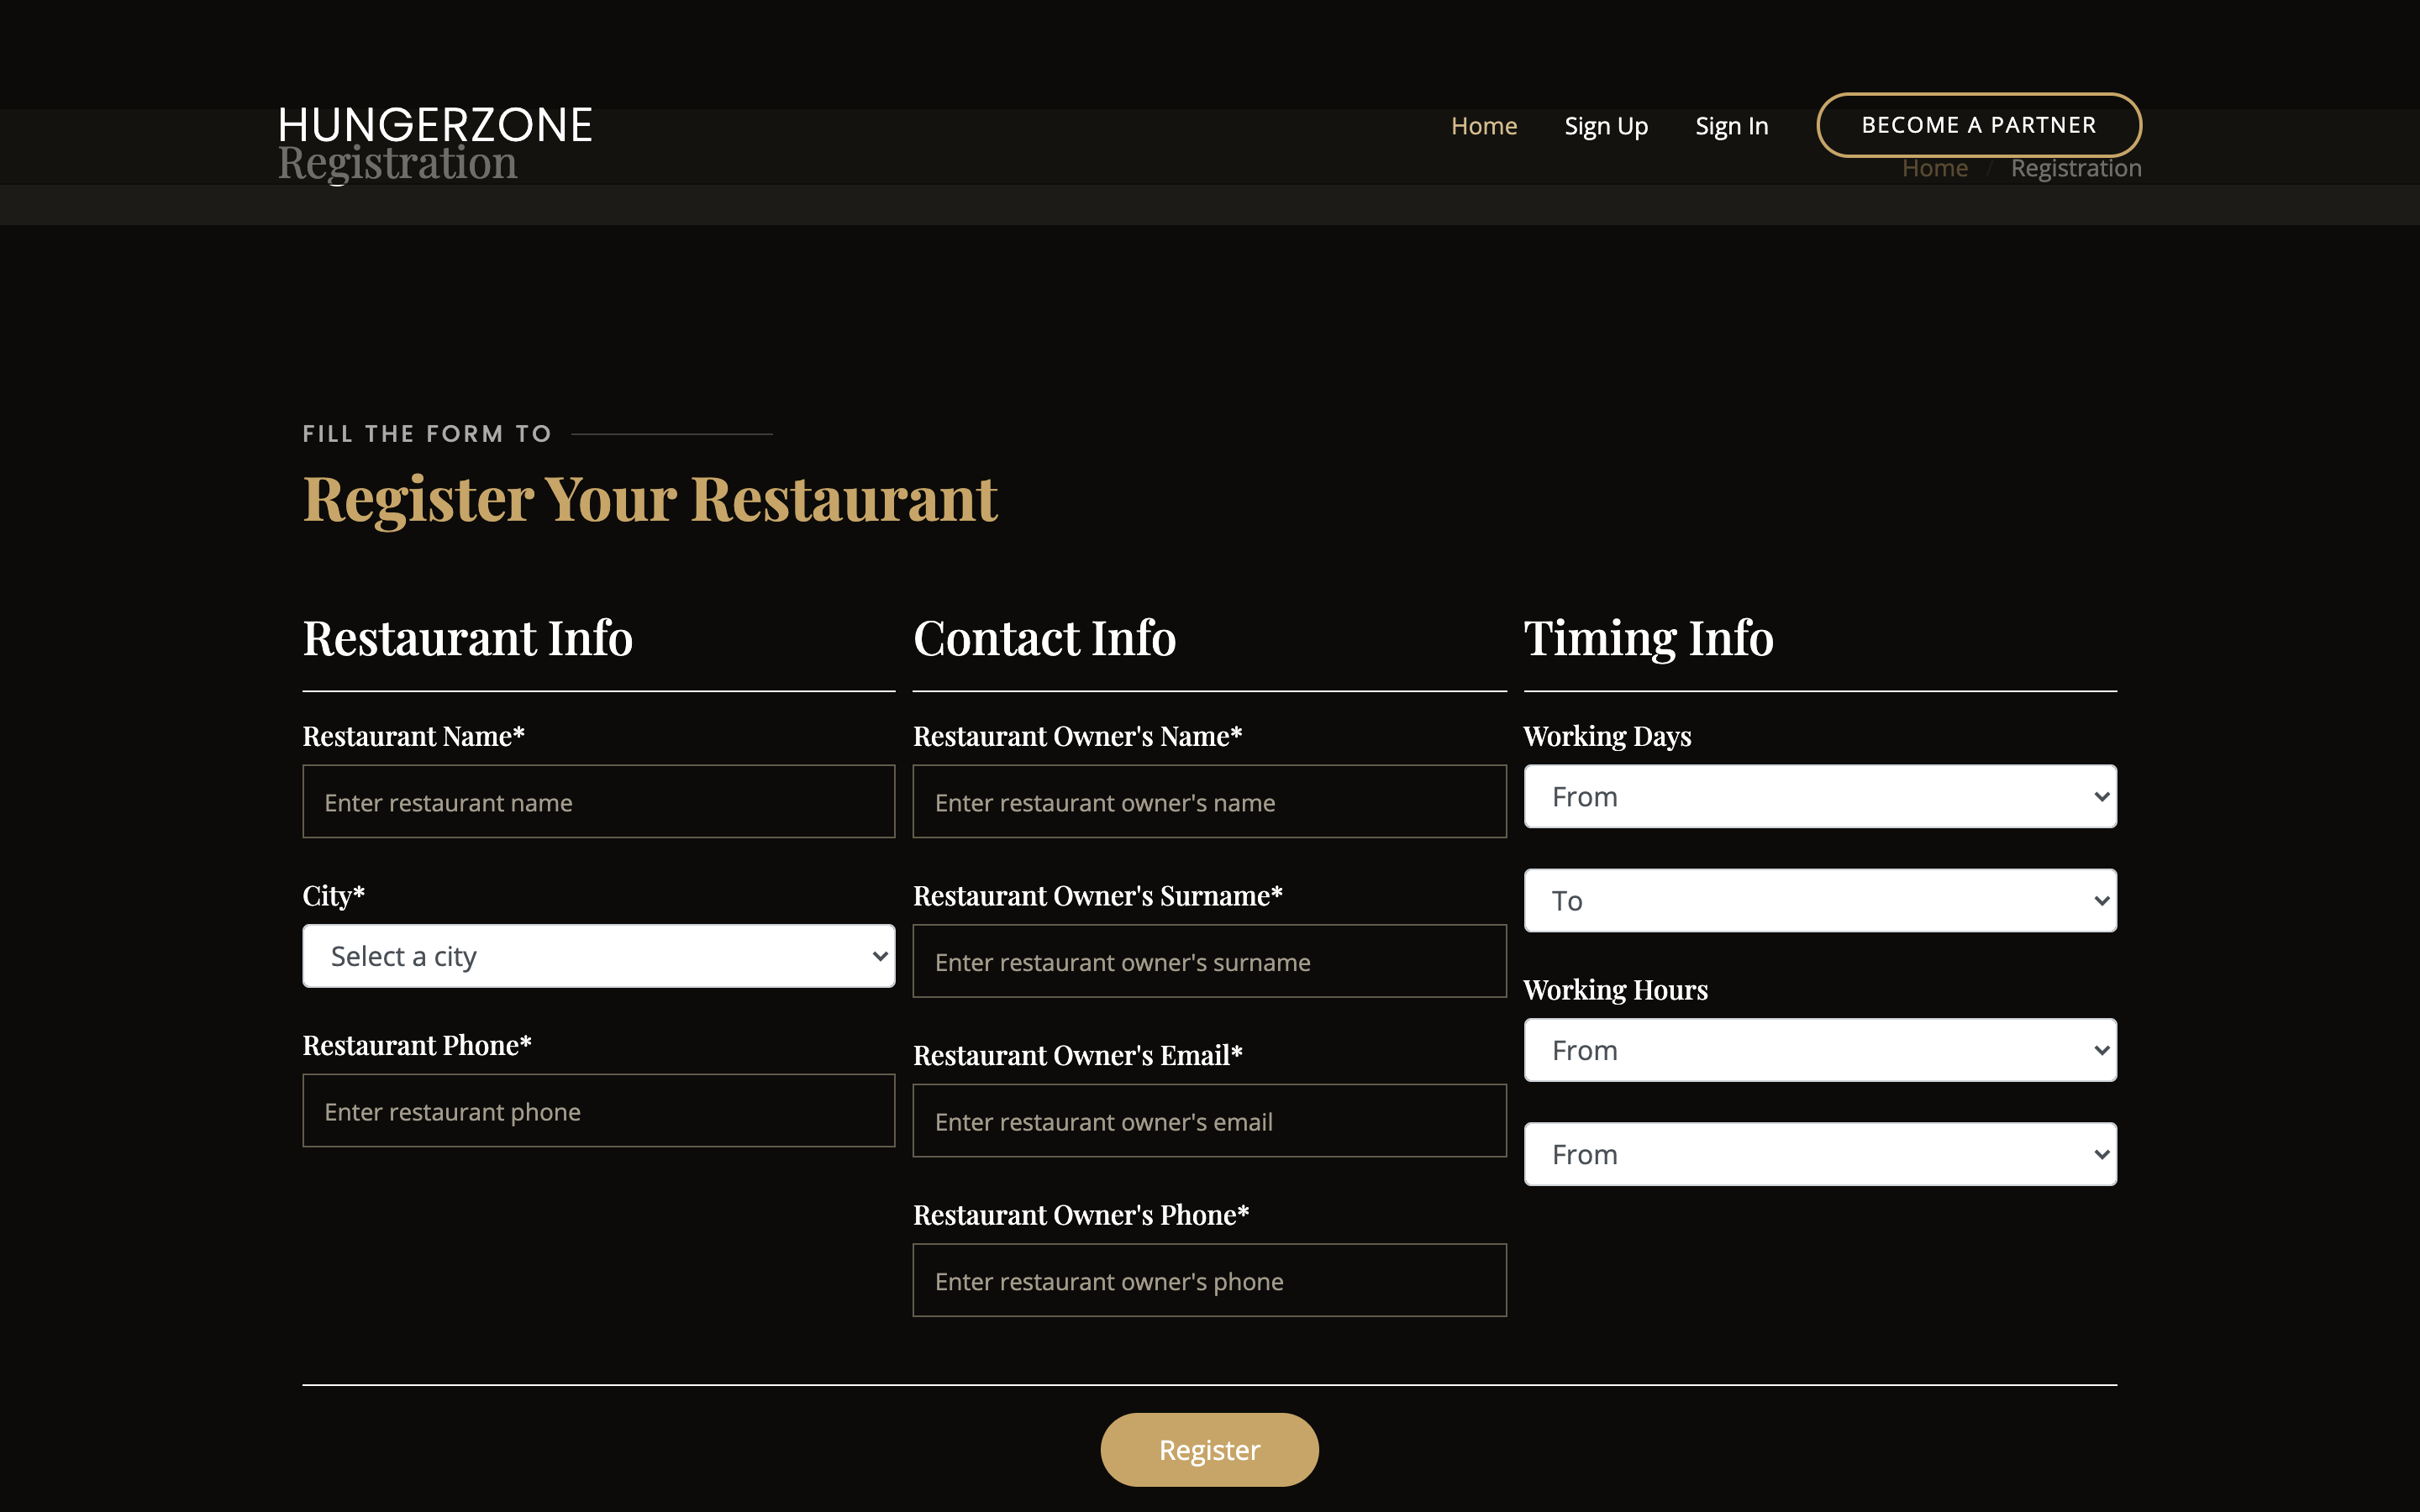 HUNGERZONE
Home Sign Up Sign In BECOME A PARTNER
Registration
Home / Registration
FILL THE FORM TO
Register Your Restaurant
Restaurant Info
Restaurant Name*
Enter restaurant name
City*
Select a city
Restaurant Phone*
Enter restaurant phone
Contact Info
Restaurant Owner's Name*
Enter restaurant owner's name
Restaurant Owner's Surname*
Enter restaurant owner's surname
Restaurant Owner's Email*
Enter restaurant owner's email
Restaurant Owner's Phone*
Enter restaurant owner's phone
Timing Info
Working Days
From
To
Working Hours
From
From
Register